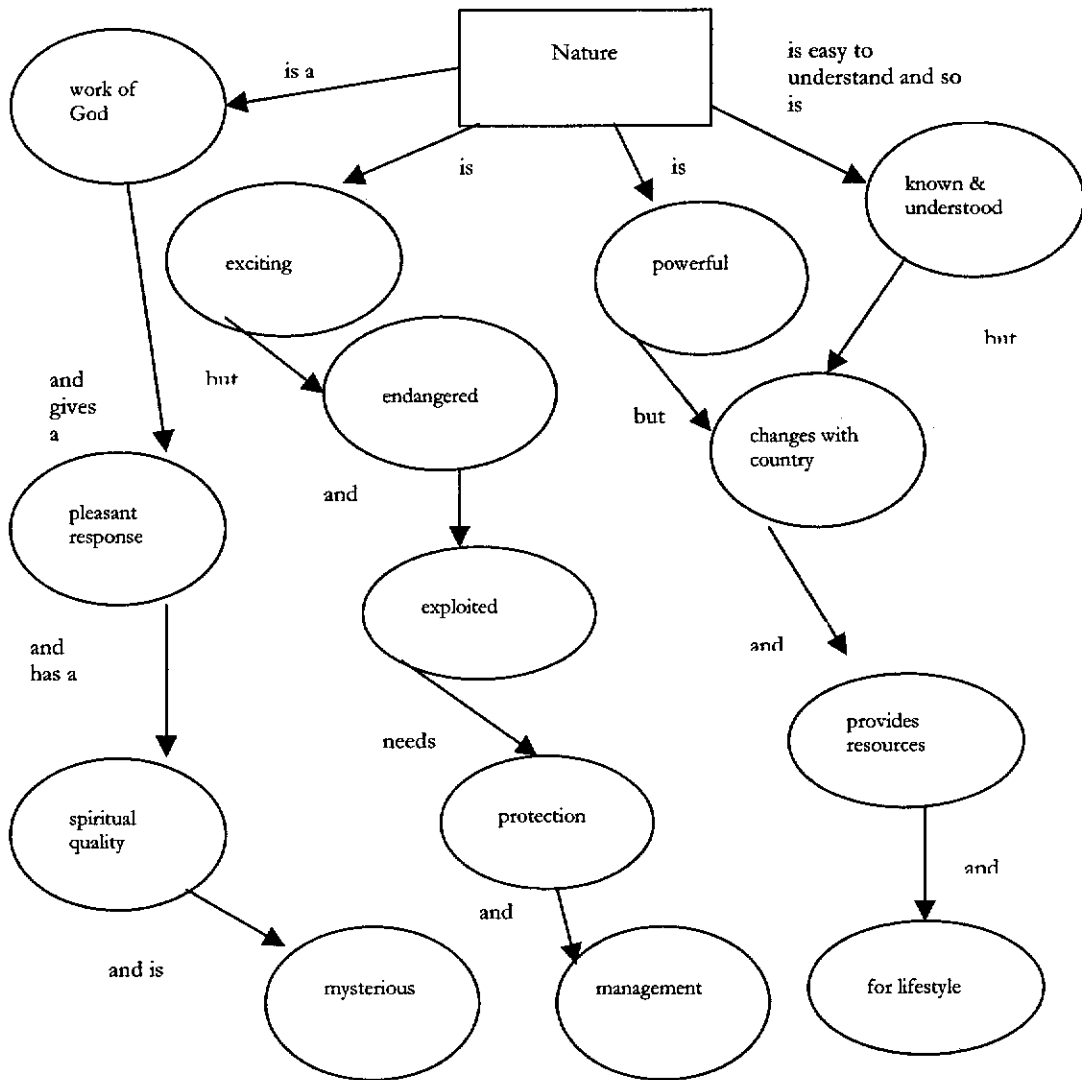 Nature
is easy to
understand and so
is
is a
work of
God
is
is
known &
understood
exciting
powerful
but
and
gives
a
but
endangered
but
changes with
country
and
pleasant
response
exploited
and
has a
and
provides
resources
needs
spiritual
quality
protection
and
and
and is
mysterious
management
for lifestyle